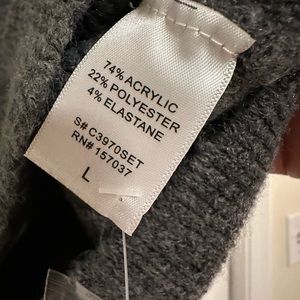 74% ACRYLIC
22% POLYESTER
4% ELASTANE
S# C3970SET
RN# 157037
L